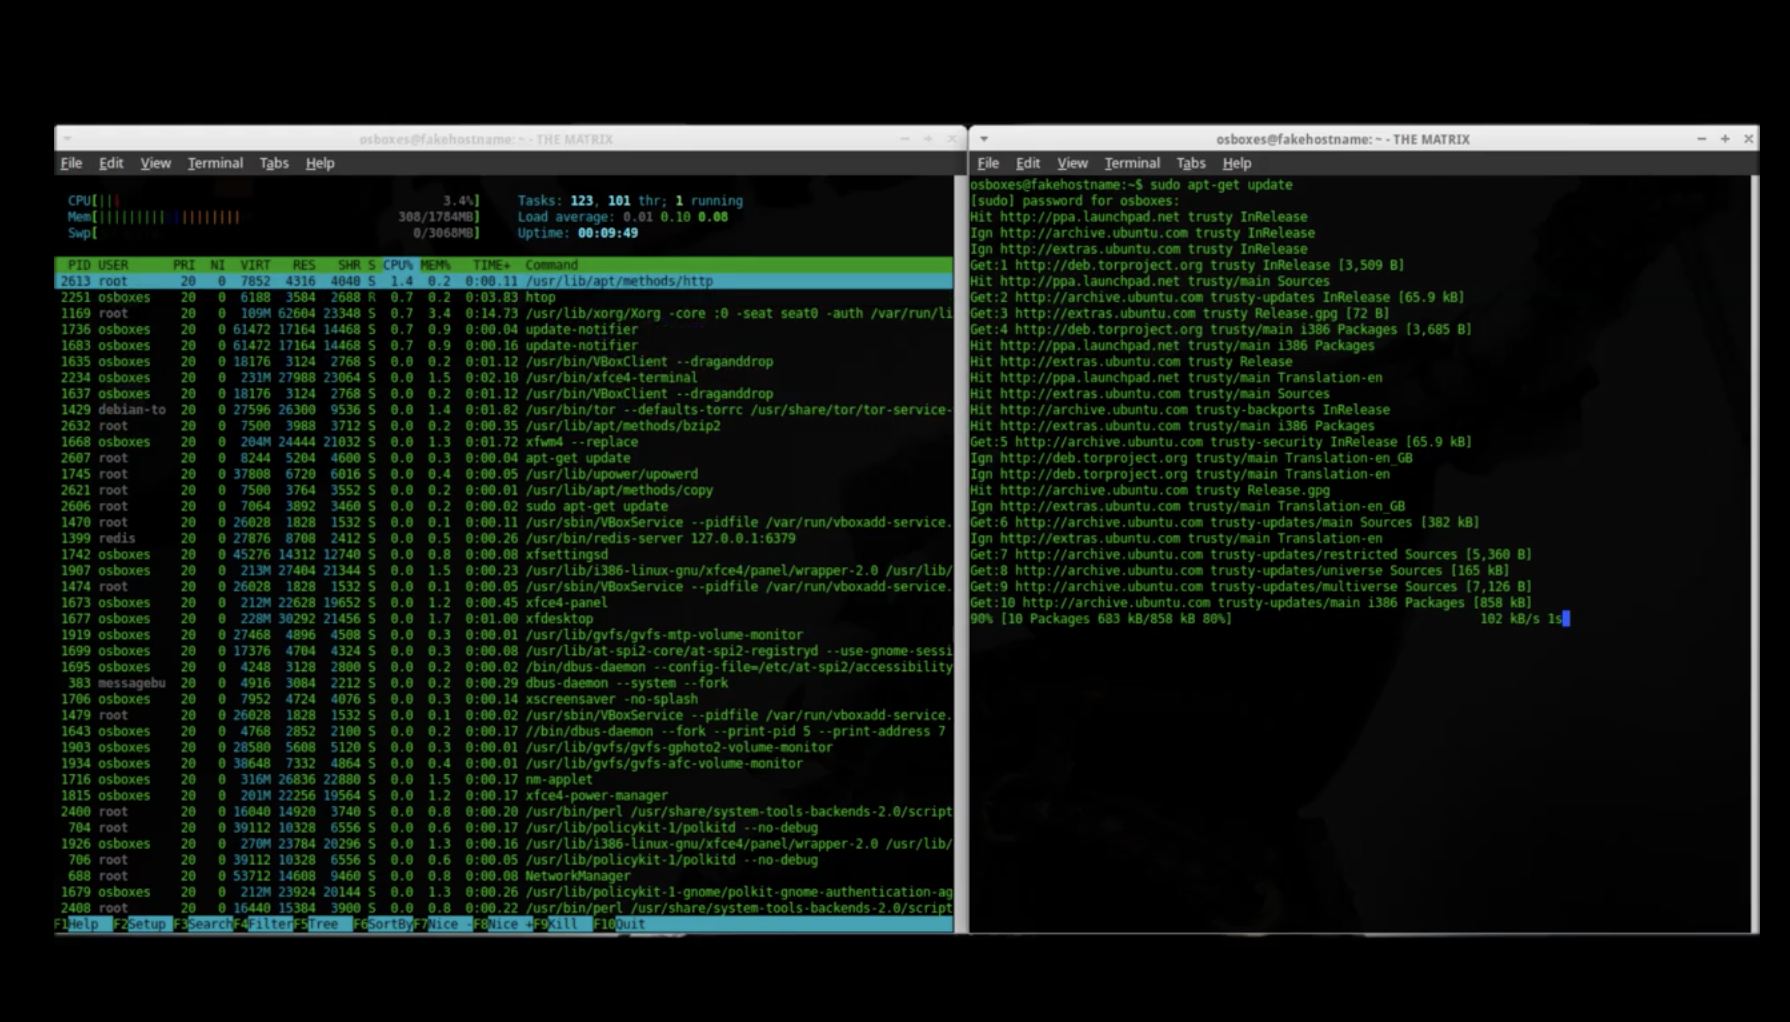 osboxes@fakehostname: ~ - THE MATRIX
File Edit View Terminal Tabs Help
CPU[||| 3.4%] Tasks: 123, 101 thr; 1 running
Mem[||||||||||||||||||| 308/1784MB] Load average: 0.01 0.10 0.08
Swp[ 0/3068MB] Uptime: 00:09:49
PID USER PRI NI VIRT RES SHR S CPU% MEM% TIME+ Command
2613 root 20 0 7852 4316 4040 S 1.4 0.2 0:00.11 /usr/lib/apt/methods/http
2251 osboxes 20 0 6188 3584 2688 R 0.7 0.2 0:03.83 htop
1169 root 20 0 109M 62604 23348 S 0.7 3.4 0:14.73 /usr/lib/xorg/Xorg -core :0 -seat seat0 -auth /var/run/li
1736 osboxes 20 0 61472 17164 14468 S 0.7 0.9 0:00.04 update-notifier
1683 osboxes 20 0 61472 17164 14468 S 0.7 0.9 0:00.16 update-notifier
1635 osboxes 20 0 18176 3124 2768 S 0.0 0.2 0:01.12 /usr/bin/VBoxClient --draganddrop
2234 osboxes 20 0 231M 27988 23064 S 0.0 1.5 0:02.10 /usr/bin/xfce4-terminal
1637 osboxes 20 0 18176 3124 2768 S 0.0 0.2 0:01.12 /usr/bin/VBoxClient --draganddrop
1429 debian-to 20 0 27596 26300 9536 S 0.0 1.4 0:01.82 /usr/bin/tor --defaults-torrc /usr/share/tor/tor-service-
2632 root 20 0 7500 3988 3712 S 0.0 0.2 0:00.35 /usr/lib/apt/methods/bzip2
1668 osboxes 20 0 204M 24444 21032 S 0.0 1.3 0:01.72 xfwm4 --replace
2607 root 20 0 8244 5204 4600 S 0.0 0.3 0:00.04 apt-get update
1745 root 20 0 37808 6720 6016 S 0.0 0.4 0:00.05 /usr/lib/upower/upowerd
2621 root 20 0 7500 3764 3552 S 0.0 0.2 0:00.01 /usr/lib/apt/methods/copy
2606 root 20 0 7064 3892 3460 S 0.0 0.2 0:00.02 sudo apt-get update
1470 root 20 0 26028 1828 1532 S 0.0 0.1 0:00.11 /usr/sbin/VBoxService --pidfile /var/run/vboxadd-service.
1399 redis 20 0 27876 8708 2412 S 0.0 0.5 0:00.26 /usr/bin/redis-server 127.0.0.1:6379
1742 osboxes 20 0 45276 14312 12740 S 0.0 0.8 0:00.08 xfsettingsd
1907 osboxes 20 0 213M 27404 21344 S 0.0 1.5 0:00.23 /usr/lib/i386-linux-gnu/xfce4/panel/wrapper-2.0 /usr/lib/
1474 root 20 0 26028 1828 1532 S 0.0 0.1 0:00.05 /usr/sbin/VBoxService --pidfile /var/run/vboxadd-service.
1673 osboxes 20 0 212M 22628 19652 S 0.0 1.2 0:00.45 xfce4-panel
1677 osboxes 20 0 228M 30292 21456 S 0.0 1.7 0:01.00 xfdesktop
1919 osboxes 20 0 27468 4896 4508 S 0.0 0.3 0:00.01 /usr/lib/gvfs/gvfs-mtp-volume-monitor
1699 osboxes 20 0 17376 4704 4324 S 0.0 0.3 0:00.08 /usr/lib/at-spi2-core/at-spi2-registryd --use-gnome-sessi
1695 osboxes 20 0 4248 3128 2800 S 0.0 0.2 0:00.02 /bin/dbus-daemon --config-file=/etc/at-spi2/accessibility
383 messagebu 20 0 4916 3084 2212 S 0.0 0.2 0:00.29 dbus-daemon --system --fork
1706 osboxes 20 0 7952 4724 4076 S 0.0 0.3 0:00.14 xscreensaver -no-splash
1479 root 20 0 26028 1828 1532 S 0.0 0.1 0:00.02 /usr/sbin/VBoxService --pidfile /var/run/vboxadd-service.
1643 osboxes 20 0 4768 2852 2100 S 0.0 0.2 0:00.17 //bin/dbus-daemon --fork --print-pid 5 --print-address 7
1903 osboxes 20 0 28580 5608 5120 S 0.0 0.3 0:00.01 /usr/lib/gvfs/gvfs-gphoto2-volume-monitor
1934 osboxes 20 0 38648 7332 4864 S 0.0 0.4 0:00.01 /usr/lib/gvfs/gvfs-afc-volume-monitor
1716 osboxes 20 0 316M 26836 22880 S 0.0 1.5 0:00.17 nm-applet
1815 osboxes 20 0 201M 22256 19564 S 0.0 1.2 0:00.17 xfce4-power-manager
2400 root 20 0 16040 14920 3740 S 0.0 0.8 0:00.20 /usr/bin/perl /usr/share/system-tools-backends-2.0/script
704 root 20 0 39112 10328 6556 S 0.0 0.6 0:00.17 /usr/lib/policykit-1/polkitd --no-debug
1926 osboxes 20 0 270M 23784 20296 S 0.0 1.3 0:00.16 /usr/lib/i386-linux-gnu/xfce4/panel/wrapper-2.0 /usr/lib/
706 root 20 0 39112 10328 6556 S 0.0 0.6 0:00.05 /usr/lib/policykit-1/polkitd --no-debug
688 root 20 0 53712 14608 9460 S 0.0 0.8 0:00.08 NetworkManager
1679 osboxes 20 0 212M 23924 20144 S 0.0 1.3 0:00.26 /usr/lib/policykit-1-gnome/polkit-gnome-authentication-ag
2408 root 20 0 16440 15384 3900 S 0.0 0.8 0:00.22 /usr/bin/perl /usr/share/system-tools-backends-2.0/script
F1Help F2Setup F3SearchF4FilterF5Tree F6SortByF7Nice -F8Nice +F9Kill F10Quit
osboxes@fakehostname: ~ - THE MATRIX
File Edit View Terminal Tabs Help
osboxes@fakehostname:~$ sudo apt-get update
[sudo] password for osboxes:
Hit http://ppa.launchpad.net trusty InRelease
Ign http://archive.ubuntu.com trusty InRelease
Ign http://extras.ubuntu.com trusty InRelease
Get:1 http://deb.torproject.org trusty InRelease [3,509 B]
Hit http://ppa.launchpad.net trusty/main Sources
Get:2 http://archive.ubuntu.com trusty-updates InRelease [65.9 kB]
Get:3 http://extras.ubuntu.com trusty Release.gpg [72 B]
Get:4 http://deb.torproject.org trusty/main i386 Packages [3,685 B]
Hit http://ppa.launchpad.net trusty/main i386 Packages
Hit http://extras.ubuntu.com trusty Release
Hit http://ppa.launchpad.net trusty/main Translation-en
Hit http://extras.ubuntu.com trusty/main Sources
Hit http://archive.ubuntu.com trusty-backports InRelease
Hit http://extras.ubuntu.com trusty/main i386 Packages
Get:5 http://archive.ubuntu.com trusty-security InRelease [65.9 kB]
Ign http://deb.torproject.org trusty/main Translation-en_GB
Ign http://deb.torproject.org trusty/main Translation-en
Hit http://archive.ubuntu.com trusty Release.gpg
Ign http://extras.ubuntu.com trusty/main Translation-en_GB
Get:6 http://archive.ubuntu.com trusty-updates/main Sources [382 kB]
Ign http://extras.ubuntu.com trusty/main Translation-en
Get:7 http://archive.ubuntu.com trusty-updates/restricted Sources [5,360 B]
Get:8 http://archive.ubuntu.com trusty-updates/universe Sources [165 kB]
Get:9 http://archive.ubuntu.com trusty-updates/multiverse Sources [7,126 B]
Get:10 http://archive.ubuntu.com trusty-updates/main i386 Packages [858 kB]
90% [10 Packages 683 kB/858 kB 80%] 102 kB/s 1s